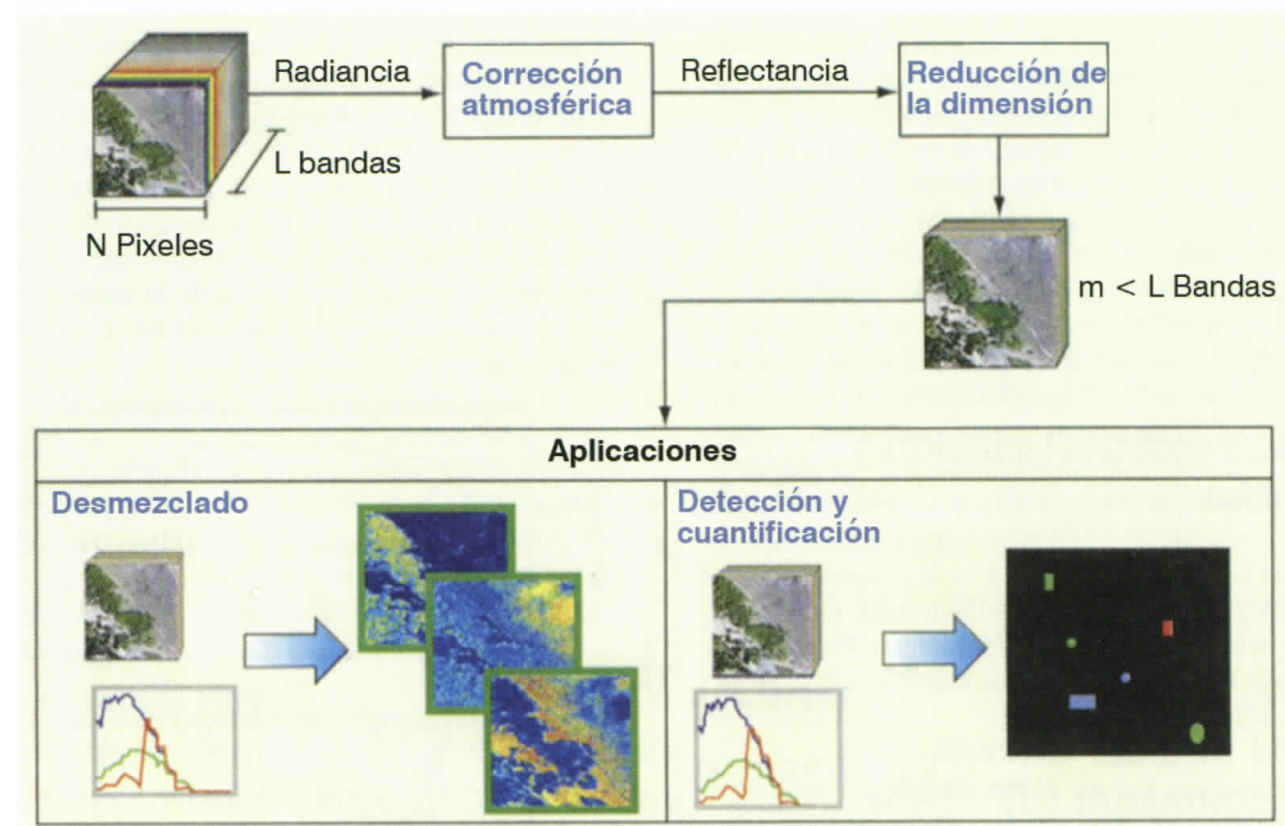 Radiancia
Corrección
atmosférica
Reflectancia
Reducción de
la dimensión
L bandas
N Pixeles
m < L Bandas
Aplicaciones
Desmezclado
Detección y
cuantificación